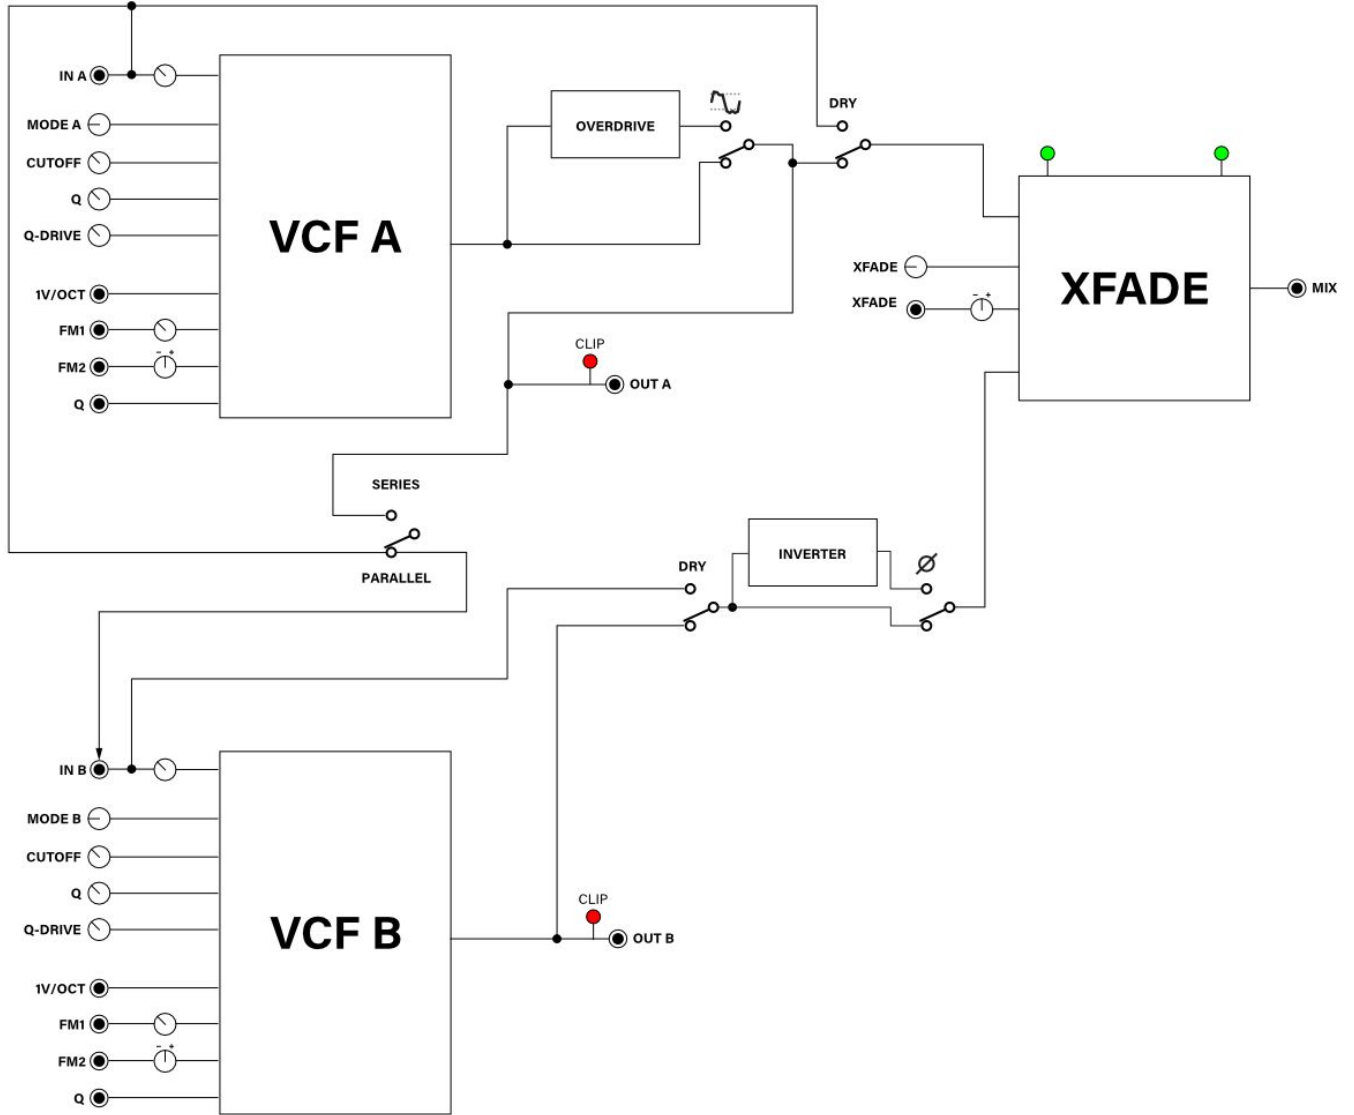 IN A
MODE A
CUTOFF
Q
Q-DRIVE
1V/OCT
FM1
- +
FM2
Q
VCF A
OVERDRIVE
DRY
XFADE
XFADE
- +
XFADE
MIX
CLIP
OUT A
SERIES
PARALLEL
DRY
INVERTER
Ø
IN B
MODE B
CUTOFF
Q
Q-DRIVE
1V/OCT
FM1
- +
FM2
Q
VCF B
CLIP
OUT B